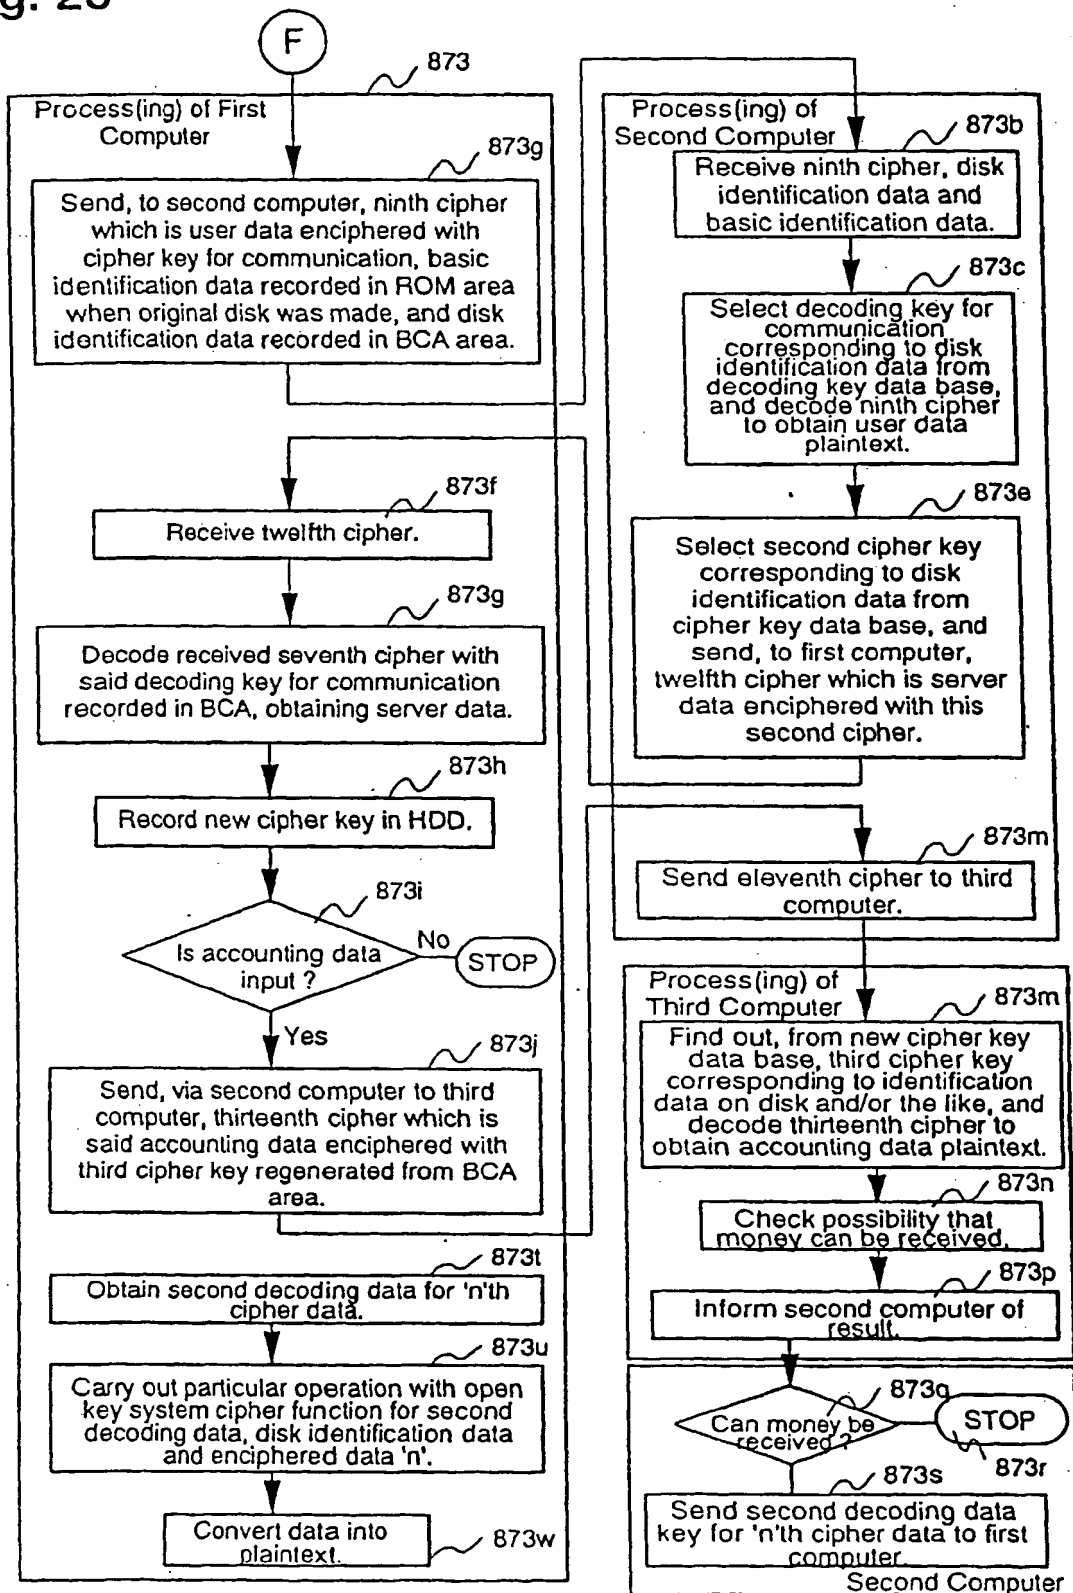 g. 23
F
873
Process(ing) of First
Computer
873g
Send, to second computer, ninth cipher
which is user data enciphered with
cipher key for communication, basic
identification data recorded in ROM area
when original disk was made, and disk
identification data recorded in BCA area.
873f
Receive twelfth cipher.
873g
Decode received seventh cipher with
said decoding key for communication
recorded in BCA, obtaining server data.
873h
Record new cipher key in HDD.
873i
Is accounting data
input ?
No
STOP
Yes
873j
Send, via second computer to third
computer, thirteenth cipher which is
said accounting data enciphered with
third cipher key regenerated from BCA
area.
873t
Obtain second decoding data for 'n'th
cipher data.
873u
Carry out particular operation with open
key system cipher function for second
decoding data, disk identification data
and enciphered data 'n'.
Convert data into
plaintext.
873w
Process(ing) of
Second Computer
873b
Receive ninth cipher, disk
identification data and
basic identification data.
873c
Select decoding key for
communication
corresponding to disk
identification data from
decoding key data base,
and decode ninth cipher
to obtain user data
plaintext.
873e
Select second cipher key
corresponding to disk
identification data from
cipher key data base, and
send, to first computer,
twelfth cipher which is server
data enciphered with this
second cipher.
873m
Send eleventh cipher to third
computer.
Process(ing) of
Third Computer
873m
Find out, from new cipher key
data base, third cipher key
corresponding to identification
data on disk and/or the like, and
decode thirteenth cipher to
obtain accounting data plaintext.
873n
Check possibility that
money can be received.
873p
Inform second computer of
result.
873q
Can money be
received ?
STOP
873r
873s
Send second decoding data
key for 'n'th cipher data to first
computer.
Second Computer